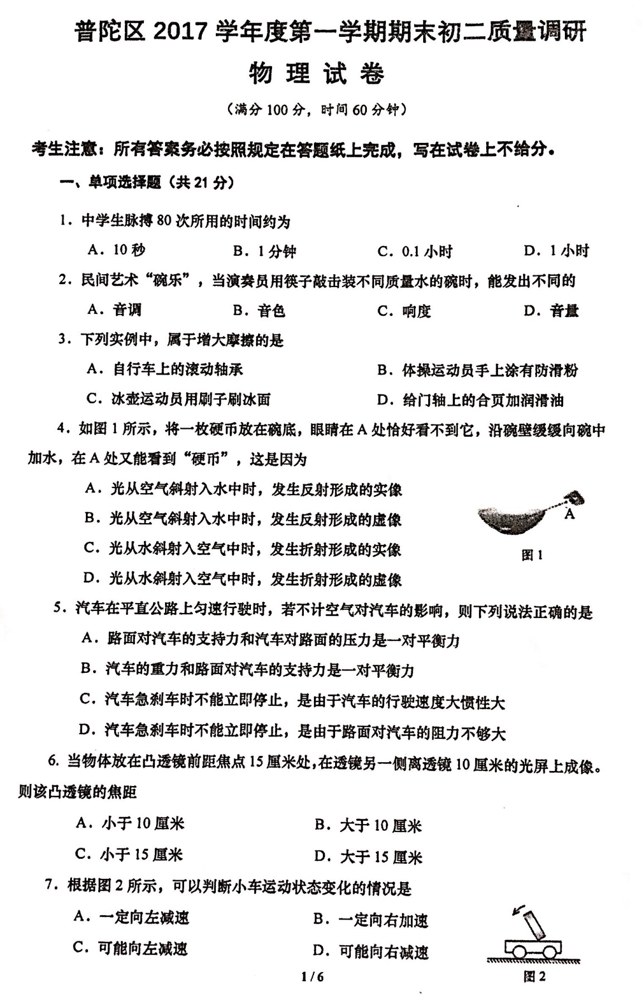 普陀区 2017 学年度第一学期期末初二质量调研
物 理 试 卷
（满分 100 分，时间 60 分钟）
考生注意：所有答案务必按照规定在答题纸上完成，写在试卷上不给分。
一、单项选择题（共 21 分）
1．中学生脉搏 80 次所用的时间约为
A．10 秒 B．1 分钟 C．0.1 小时 D．1 小时
2．民间艺术“碗乐”，当演奏员用筷子敲击装不同质量水的碗时，能发出不同的
A．音调 B．音色 C．响度 D．音量
3．下列实例中，属于增大摩擦的是
A．自行车上的滚动轴承 B．体操运动员手上涂有防滑粉
C．冰壶运动员用刷子刷冰面 D．给门轴上的合页加润滑油
4．如图 1 所示，将一枚硬币放在碗底，眼睛在 A 处恰好看不到它，沿碗壁缓缓向碗中
加水，在 A 处又能看到“硬币”，这是因为
A．光从空气斜射入水中时，发生反射形成的实像
B．光从空气斜射入水中时，发生反射形成的虚像
C．光从水斜射入空气中时，发生折射形成的实像
D．光从水斜射入空气中时，发生折射形成的虚像
A
图 1
5．汽车在平直公路上匀速行驶时，若不计空气对汽车的影响，则下列说法正确的是
A．路面对汽车的支持力和汽车对路面的压力是一对平衡力
B．汽车的重力和路面对汽车的支持力是一对平衡力
C．汽车急刹车时不能立即停止，是由于汽车的行驶速度大惯性大
D．汽车急刹车时不能立即停止，是由于路面对汽车的阻力不够大
6. 当物体放在凸透镜前距焦点 15 厘米处，在透镜另一侧离透镜 10 厘米的光屏上成像。
则该凸透镜的焦距
A．小于 10 厘米 B．大于 10 厘米
C．小于 15 厘米 D．大于 15 厘米
7．根据图 2 所示，可以判断小车运动状态变化的情况是
A．一定向左减速 B．一定向右加速
C．可能向左减速 D．可能向右减速
图 2
1 / 6